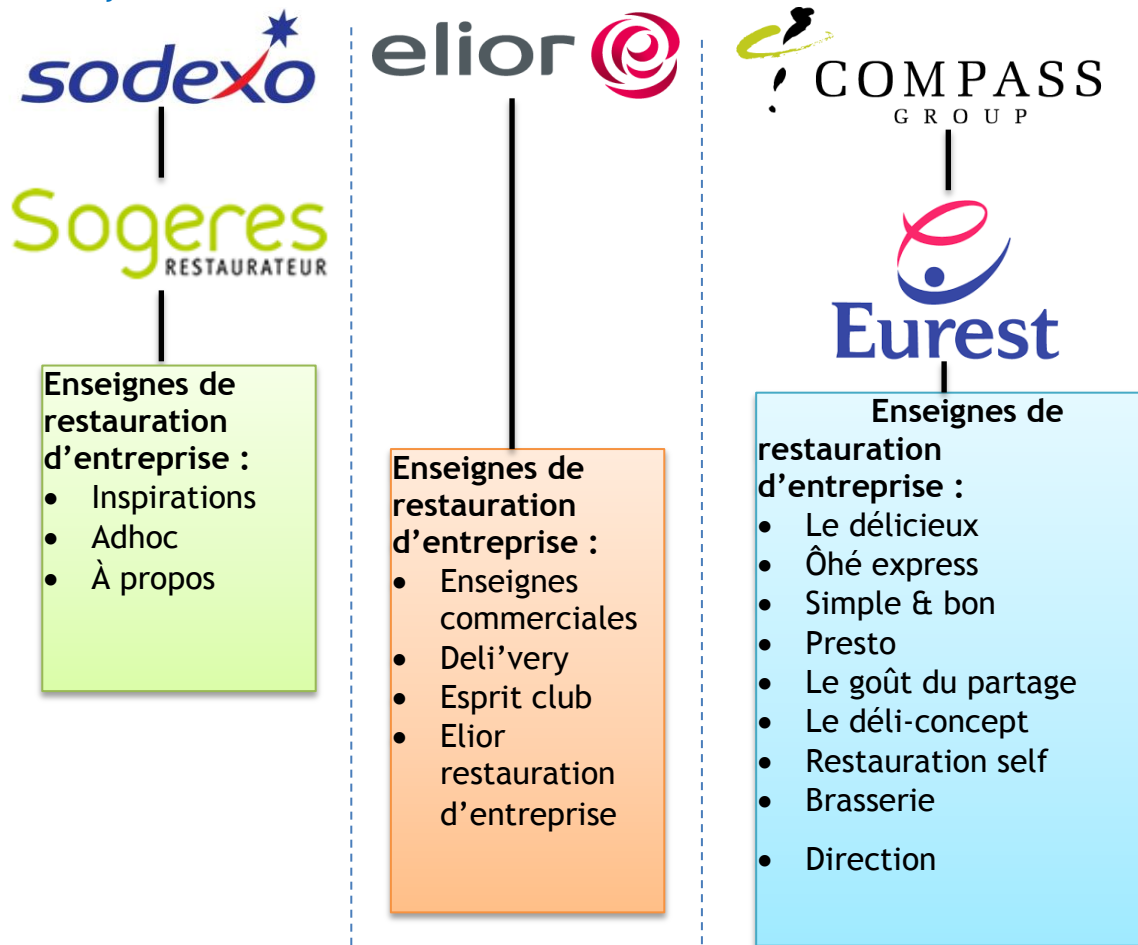 sodexo
Sogeres
RESTAURATEUR
Enseignes de
restauration
d’entreprise :
• Inspirations
• Adhoc
• À propos
elior
Enseignes de
restauration
d’entreprise :
• Enseignes
commerciales
• Deli’very
• Esprit club
• Elior
restauration
d’entreprise
COMPASS
GROUP
Eurest
Enseignes de
restauration
d’entreprise :
• Le délicieux
• Ôhé express
• Simple & bon
• Presto
• Le goût du partage
• Le déli-concept
• Restauration self
• Brasserie
• Direction